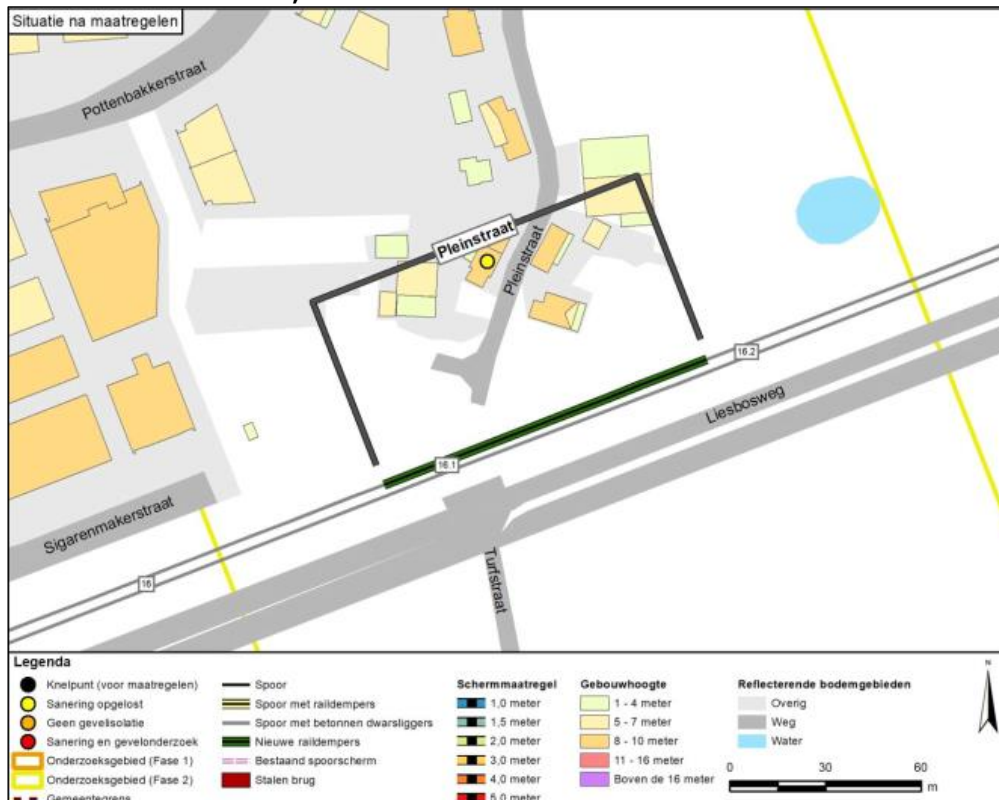 Situatie na maatregelen
Pottenbakkerstraat
Pleinstraat
Pleinstraat
16.2
Liesbosweg
16.1
Sigarenmakerstraat
Turfstraat
16
Legenda
Knelpunt (voor maatregelen)
Sanering opgelost
Geen gevelisolatie
Sanering en gevelonderzoek
Onderzoeksgebied (Fase 1)
Onderzoeksgebied (Fase 2)
Gemeentegrens
Spoor
Spoor met raildempers
Spoor met betonnen dwarsliggers
Nieuwe raildempers
Bestaand spoorscherm
Stalen brug
Schermmaatregel
1,0 meter
1,5 meter
2,0 meter
3,0 meter
4,0 meter
5,0 meter
Gebouwhoogte
1 - 4 meter
5 - 7 meter
8 - 10 meter
11 - 16 meter
Boven de 16 meter
Reflecterende bodemgebieden
Overig
Weg
Water
N
0 30 60
m